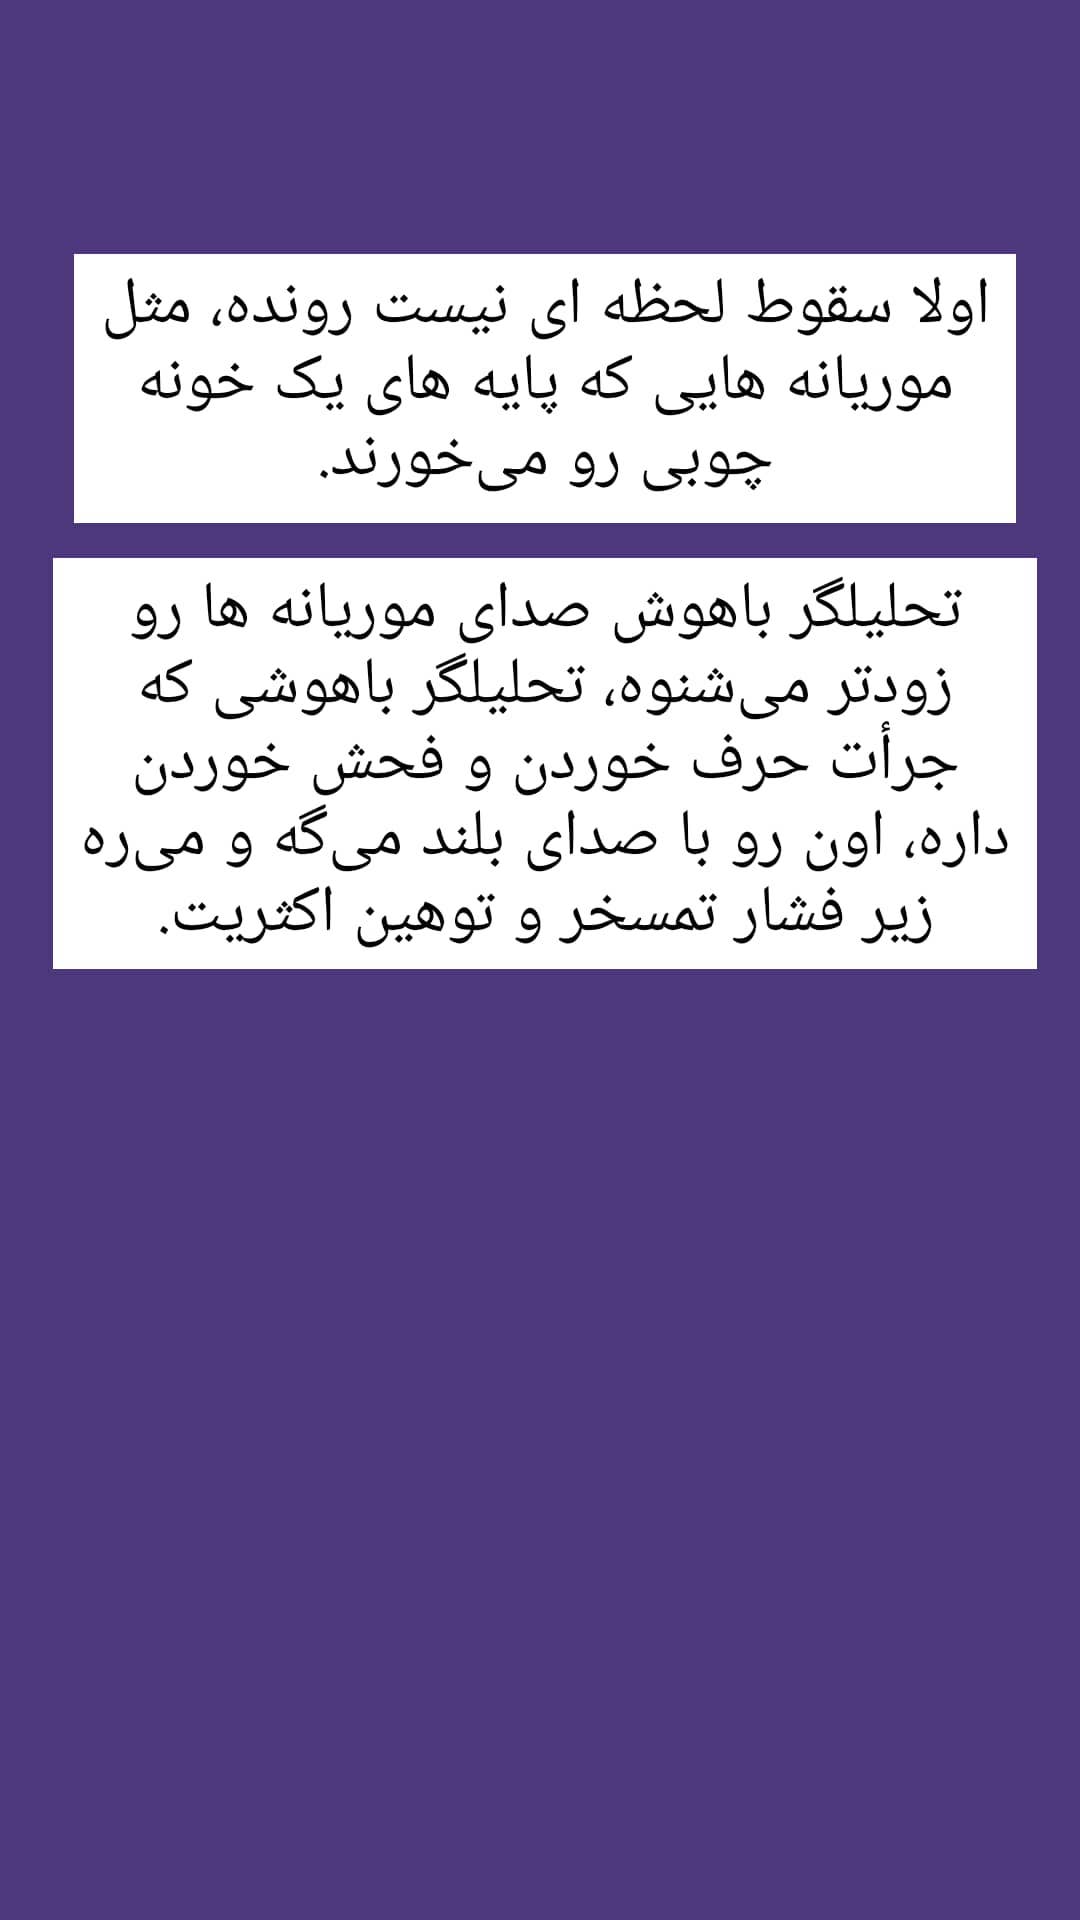 اولا سقوط لحظه ای نیست رونده، مثل
موریانه هایی که پایه های یک خونه
چوبی رو می‌خورند.
تحلیلگر باهوش صدای موریانه ها رو
زودتر می‌شنوه، تحلیلگر باهوشی که
جرأت حرف خوردن و فحش خوردن
داره، اون رو با صدای بلند می‌گه و می‌ره
زیر فشار تمسخر و توهین اکثریت.